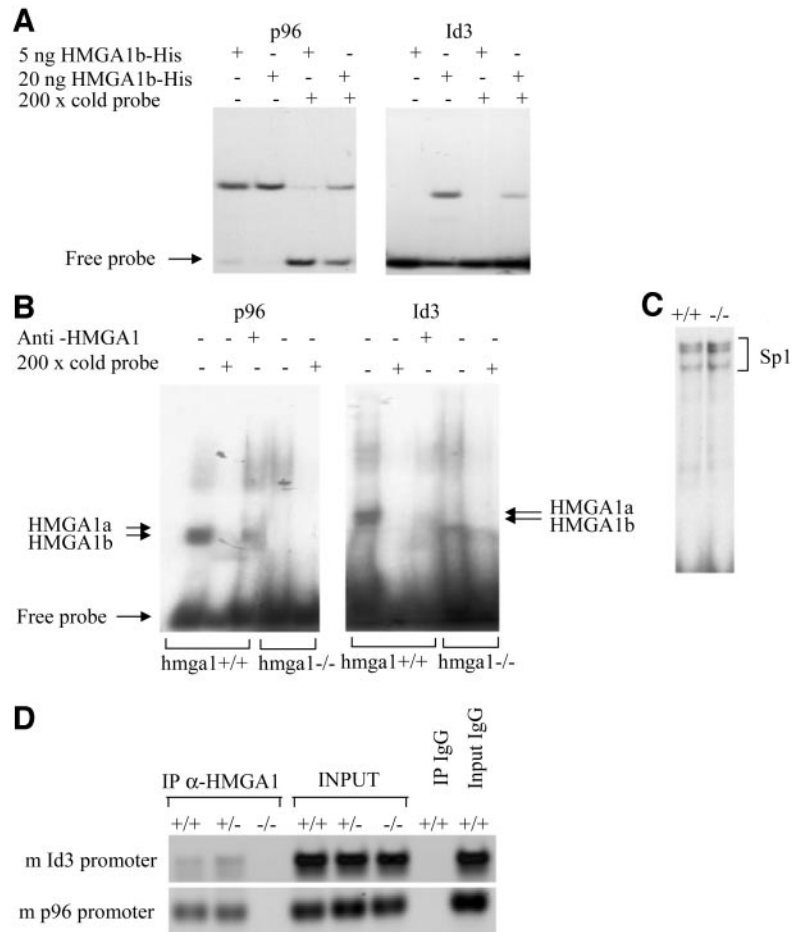 A
p96 Id3
5 ng HMGA1b-His + - + - + - + -
20 ng HMGA1b-His - + - + - + - +
200 x cold probe - - + + - - + +
Free probe
B
p96 Id3
Anti -HMGA1 - - + - - - - + - -
200 x cold probe - + - - + - + - - +
HMGA1a
HMGA1b
HMGA1a
HMGA1b
Free probe
hmga1+/+ hmga1-/- hmga1+/+ hmga1-/-
C
+/+ -/-
Sp1
D
IP α-HMGA1 INPUT IP IgG Input IgG
+/+ +/- -/- +/+ +/- -/- +/+ +/+
m Id3 promoter
m p96 promoter